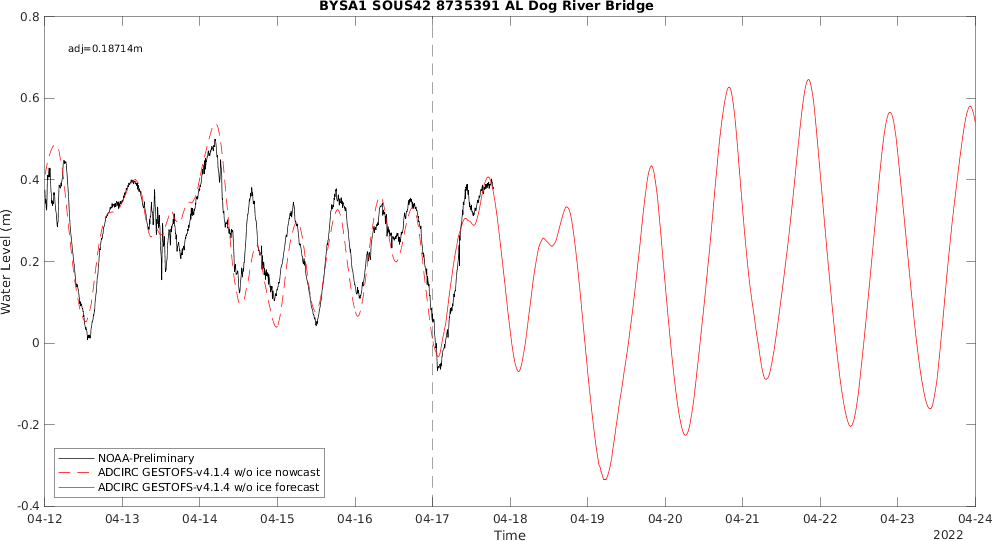 BYSA1 SOUS42 8735391 AL Dog River Bridge
adj=0.18714m
Water Level (m)
0.8
0.6
0.4
0.2
0
-0.2
-0.4
NOAA-Preliminary
ADCIRC GESTOFS-v4.1.4 w/o ice nowcast
ADCIRC GESTOFS-v4.1.4 w/o ice forecast
04-12 04-13 04-14 04-15 04-16 04-17 04-18 04-19 04-20 04-21 04-22 04-23 04-24
Time
2022